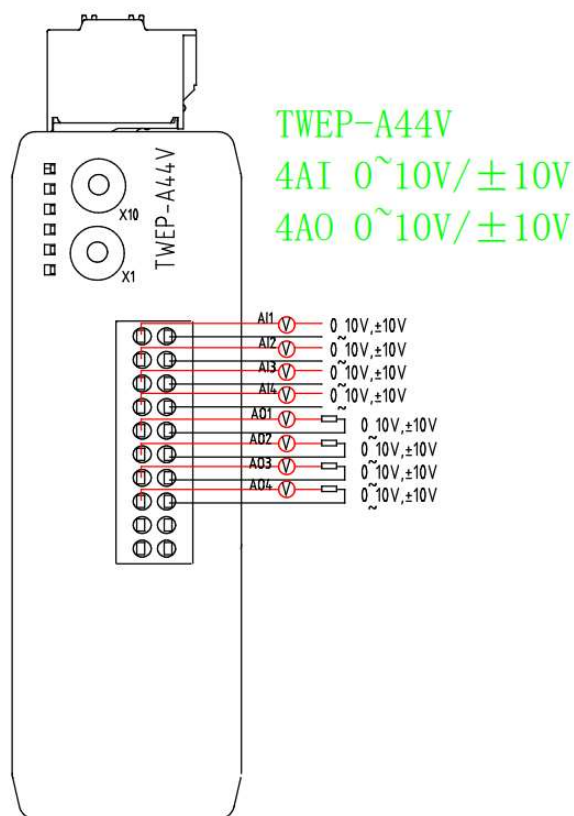 TWEP-A44V
4AI 0~10V/±10V
4AO 0~10V/±10V
TWEP-A44V
X10
X1
AI1 V 0~10V,±10V
AI2 V 0~10V,±10V
AI3 V 0~10V,±10V
AI4 V 0~10V,±10V
AO1 V 0~10V,±10V
AO2 V 0~10V,±10V
AO3 V 0~10V,±10V
AO4 V 0~10V,±10V